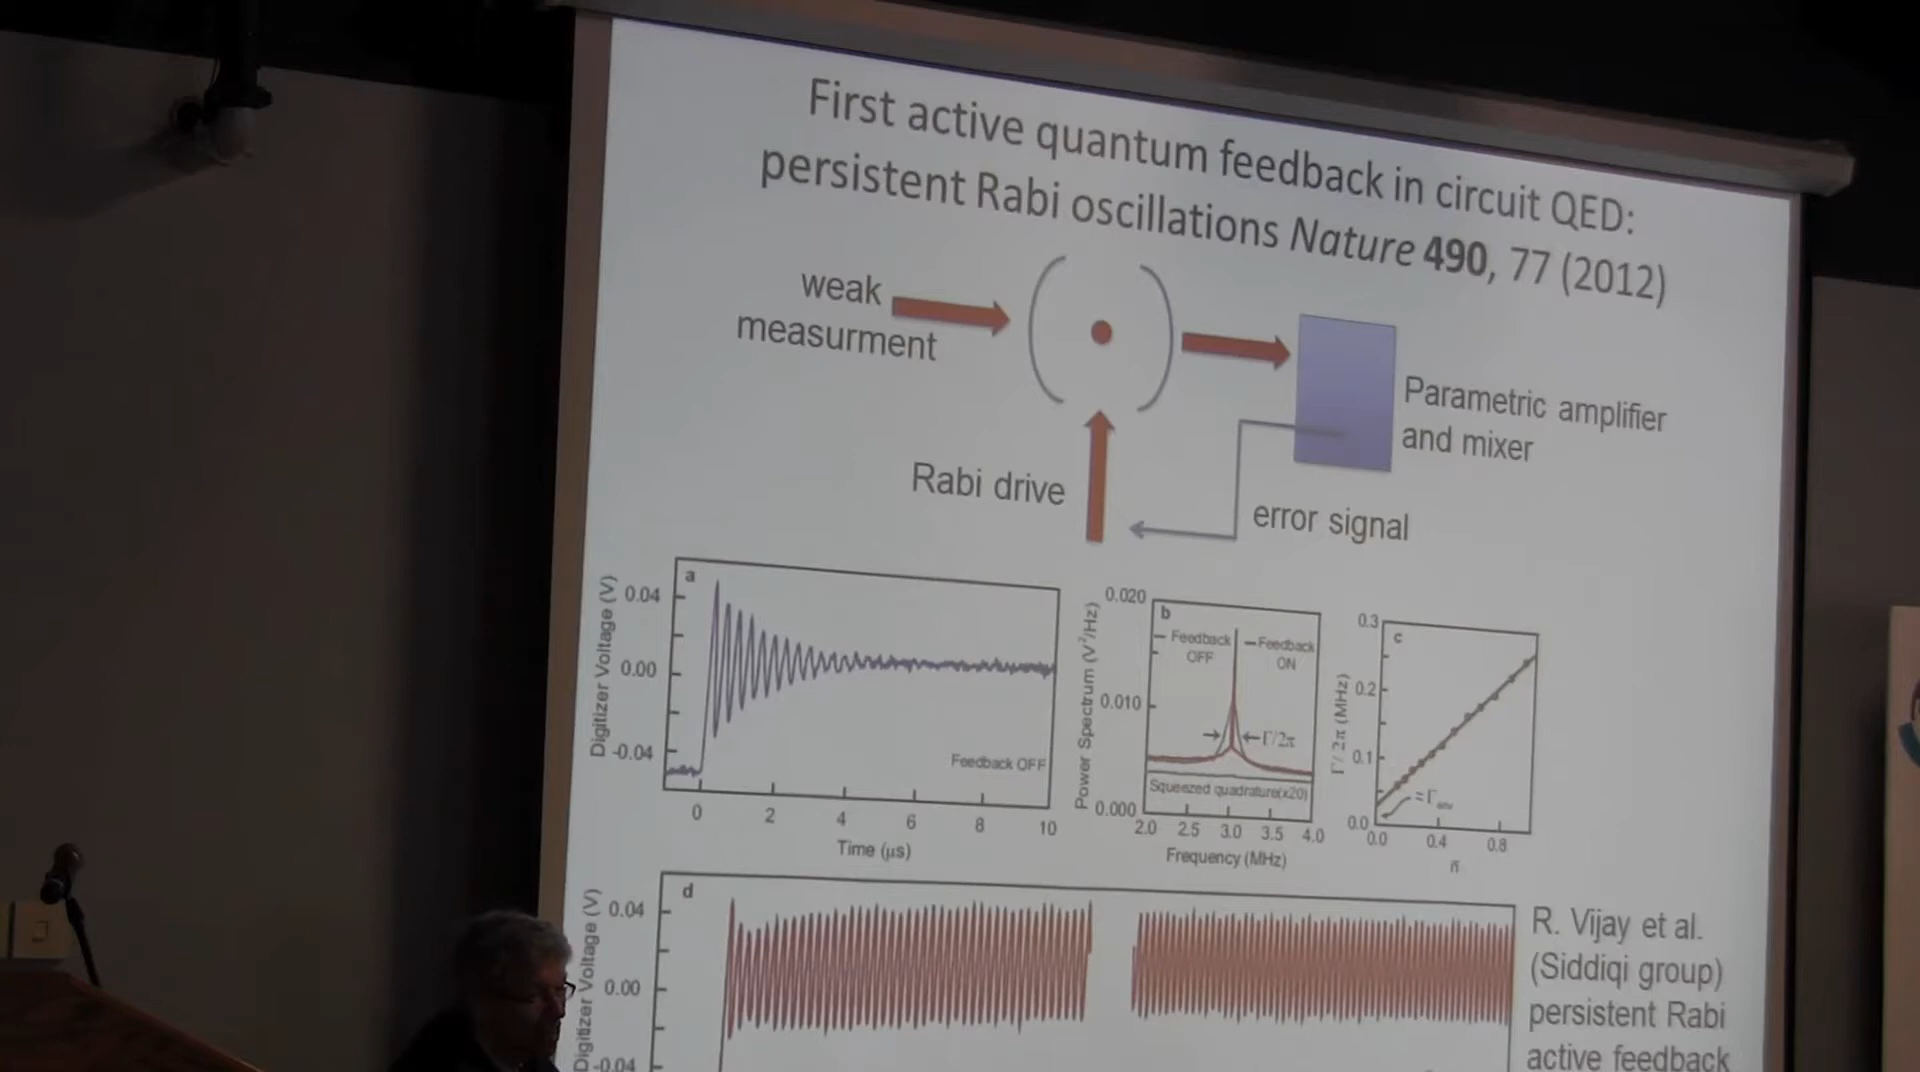 First active quantum feedback in circuit QED:
persistent Rabi oscillations Nature 490, 77 (2012)
weak
measurment
Parametric amplifier
and mixer
Rabi drive
error signal
a
Digitizer Voltage (V)
0.04
0.00
-0.04
Feedback OFF
0
2
4
6
8
10
Time (μs)
b
Power Spectrum (V²/Hz)
0.020
0.010
0.000
Feedback
OFF
Feedback
ON
Γ/2π
Squeezed quadrature(x20)
2.0
2.5
3.0
3.5
4.0
Frequency (MHz)
c
Γ/ 2π (MHz)
0.3
0.2
0.1
0.0
0.0
0.4
0.8
n̄
d
Digitizer Voltage (V)
0.04
0.00
-0.04
R. Vijay et al.
(Siddiqi group)
persistent Rabi
active feedback